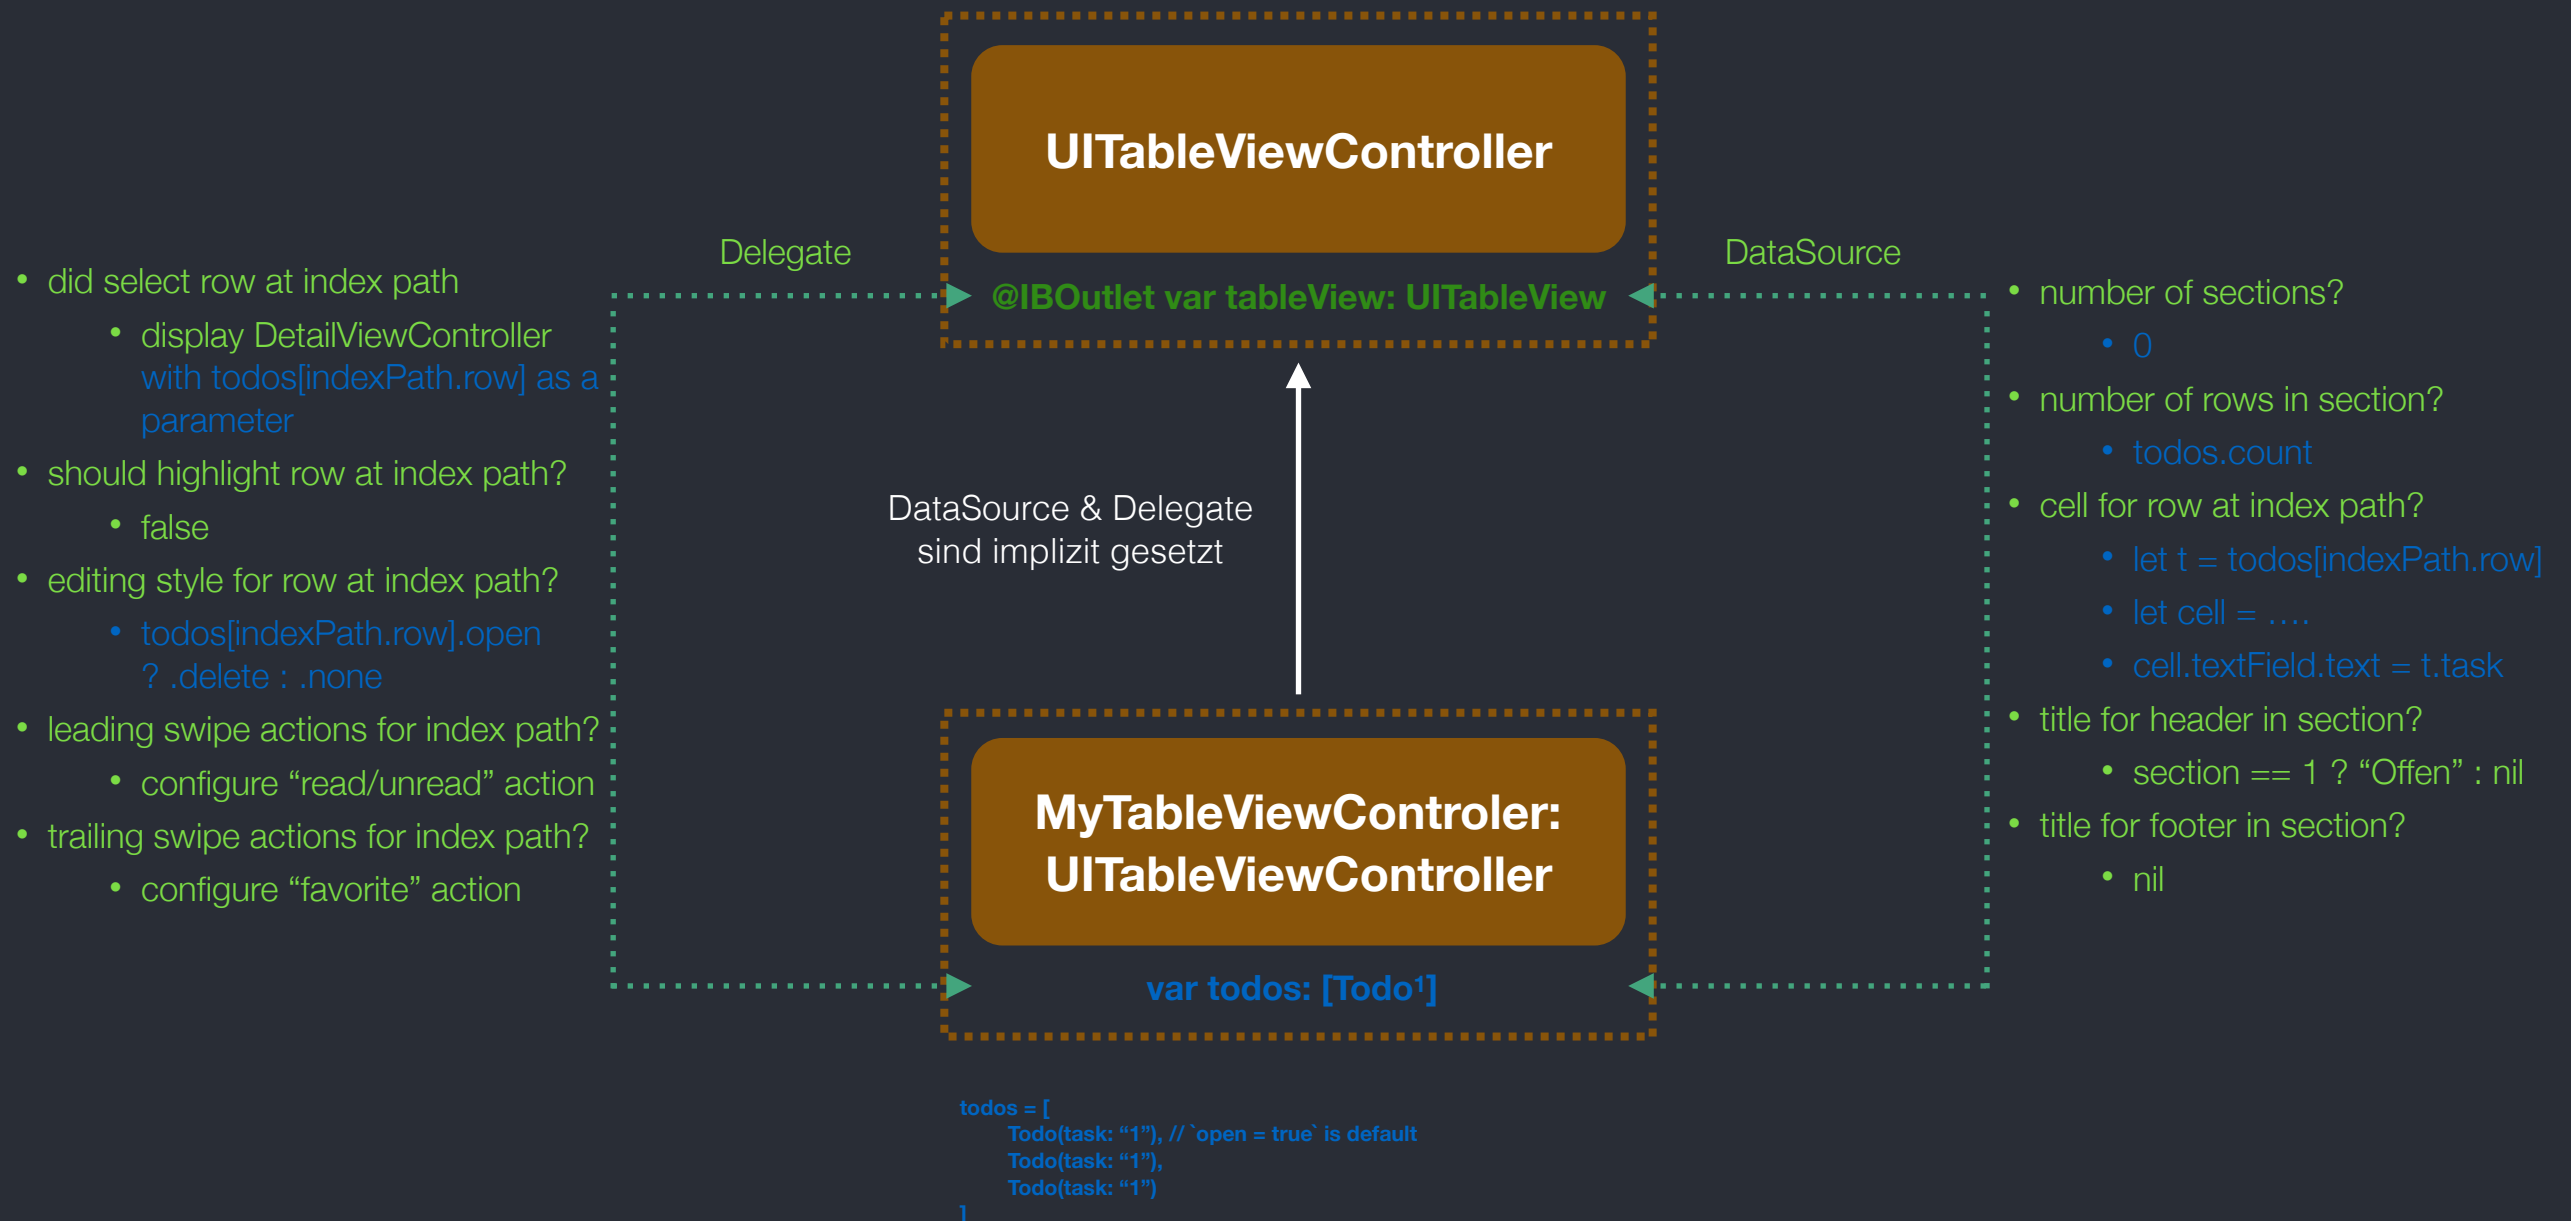 UITableViewController
@IBOutlet var tableView: UITableView
Delegate
• did select row at index path
• display DetailViewController
with todos[indexPath.row] as a
parameter
• should highlight row at index path?
• false
• editing style for row at index path?
• todos[indexPath.row].open
? .delete : .none
• leading swipe actions for index path?
• configure “read/unread” action
• trailing swipe actions for index path?
• configure “favorite” action
DataSource & Delegate
sind implizit gesetzt
DataSource
• number of sections?
• 0
• number of rows in section?
• todos.count
• cell for row at index path?
• let t = todos[indexPath.row]
• let cell = ….
• cell.textField.text = t.task
• title for header in section?
• section == 1 ? “Offen” : nil
• title for footer in section?
• nil
MyTableViewControler:
UITableViewController
var todos: [Todo¹]
todos = [
Todo(task: “1”), // `open = true` is default
Todo(task: “1”),
Todo(task: “1”)
]